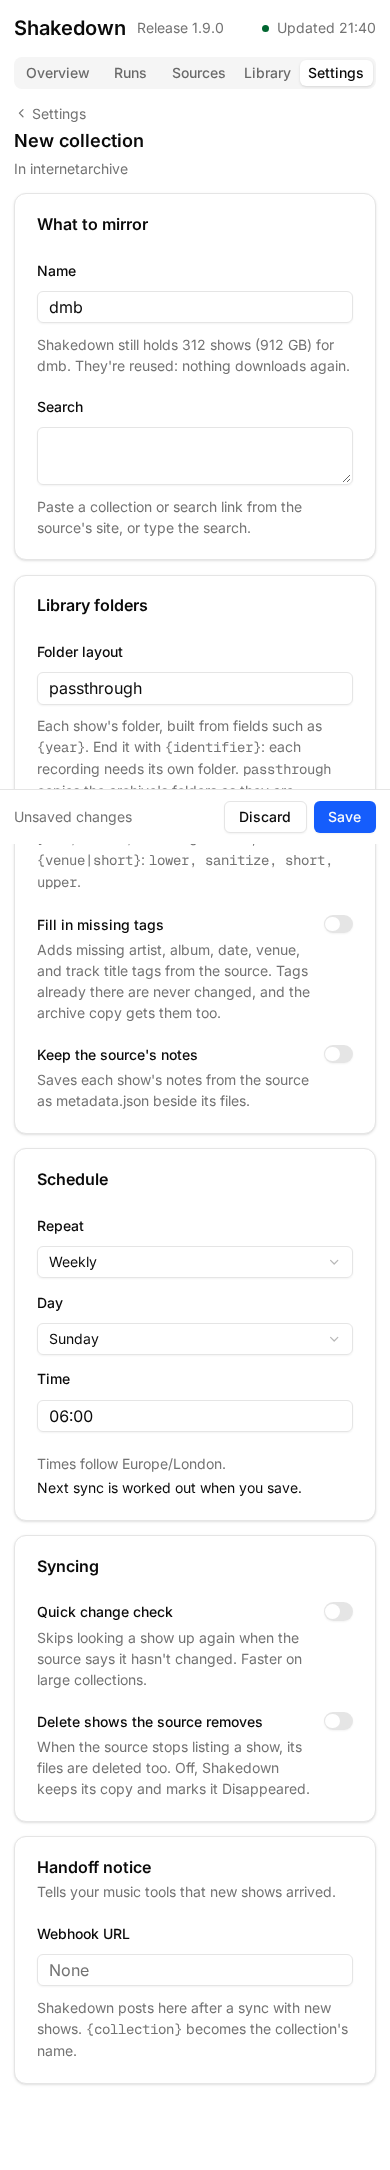 Shakedown Release 1.9.0 Updated 21:40
Overview Runs Sources Library Settings
Settings
New collection
In internetarchive
What to mirror
Name
dmb
Shakedown still holds 312 shows (912 GB) for
dmb. They're reused: nothing downloads again.
Search
Paste a collection or search link from the
source's site, or type the search.
Library folders
Folder layout
passthrough
Each show's folder, built from fields such as
{year}. End it with {identifier}: each
recording needs its own folder. passthrough
Unsaved changes Discard Save
{venue|short}: lower, sanitize, short,
upper.
Fill in missing tags
Adds missing artist, album, date, venue,
and track title tags from the source. Tags
already there are never changed, and the
archive copy gets them too.
Keep the source's notes
Saves each show's notes from the source
as metadata.json beside its files.
Schedule
Repeat
Weekly
Day
Sunday
Time
06:00
Times follow Europe/London.
Next sync is worked out when you save.
Syncing
Quick change check
Skips looking a show up again when the
source says it hasn't changed. Faster on
large collections.
Delete shows the source removes
When the source stops listing a show, its
files are deleted too. Off, Shakedown
keeps its copy and marks it Disappeared.
Handoff notice
Tells your music tools that new shows arrived.
Webhook URL
None
Shakedown posts here after a sync with new
shows. {collection} becomes the collection's
name.